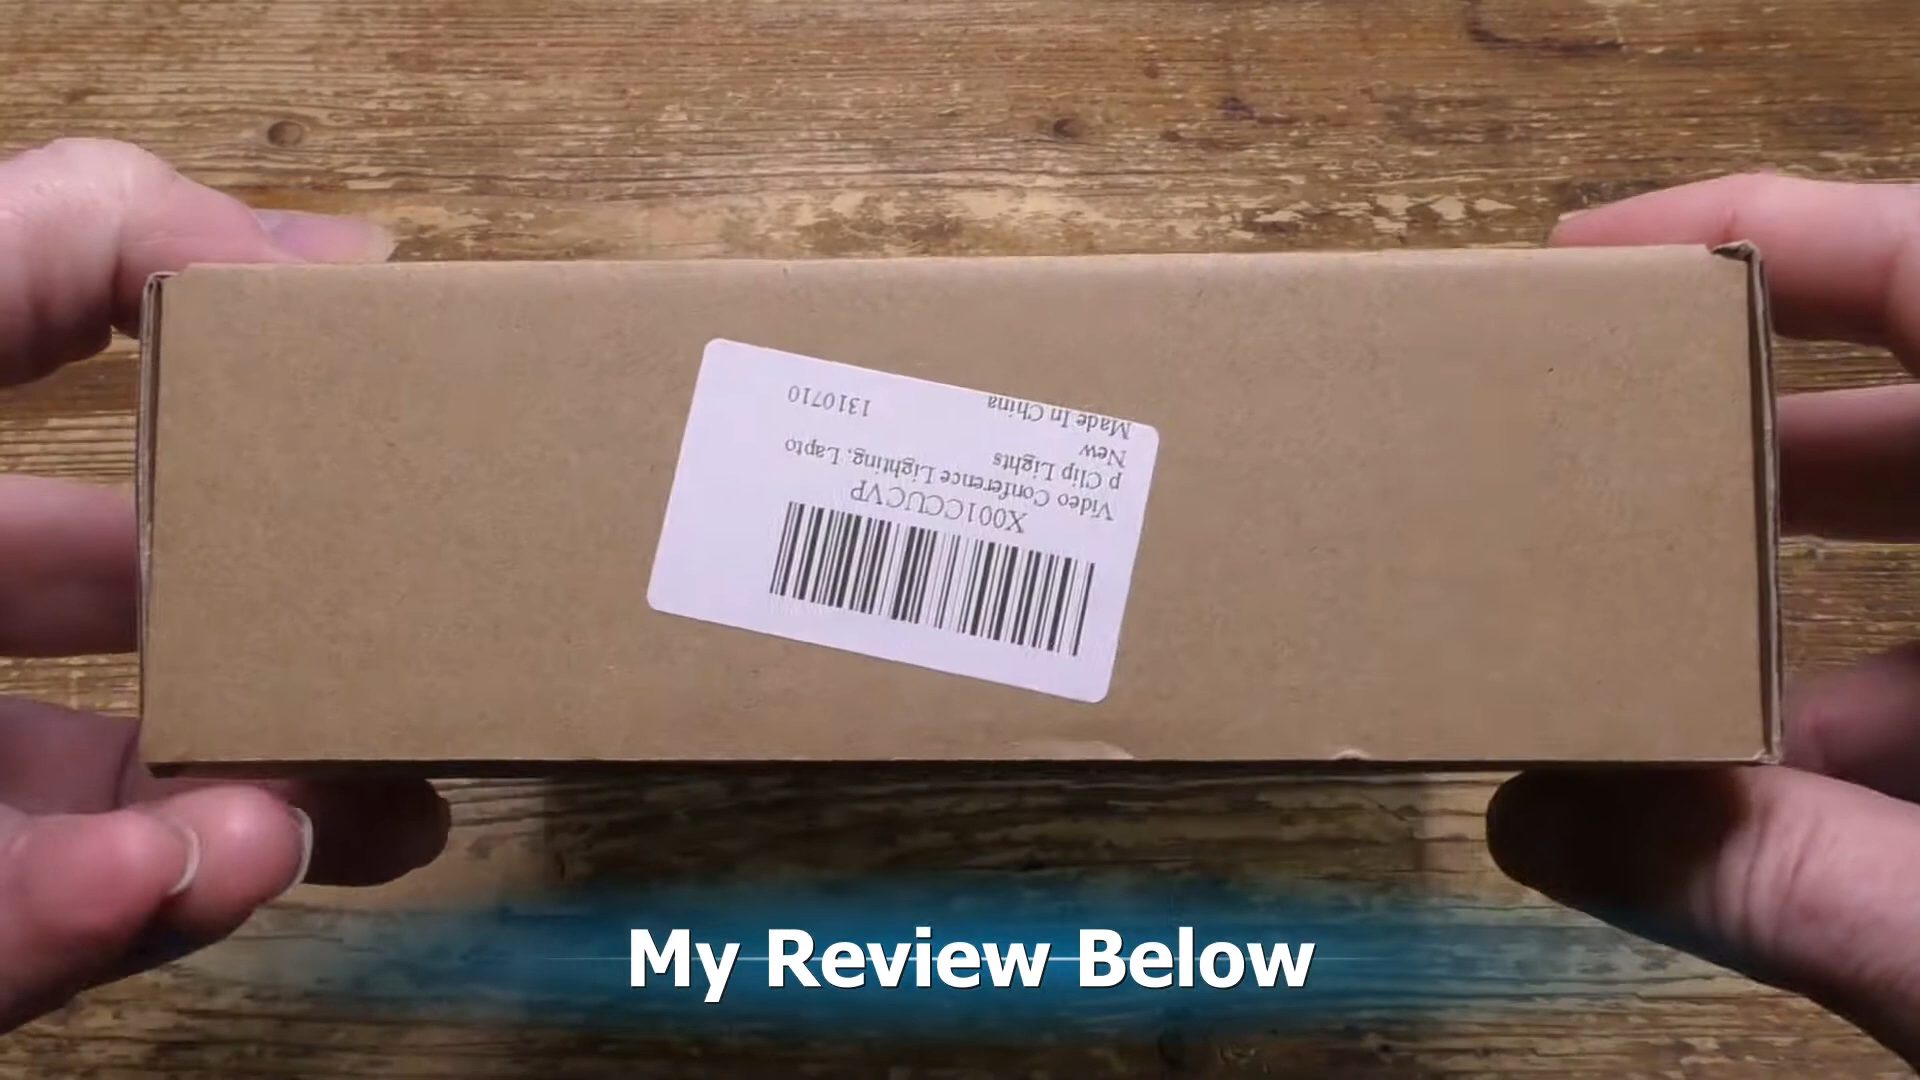 X001CCUCVP
Video Conference Lighting, Lapto
p Clip Lights
New
Made In China 1310710
My Review Below